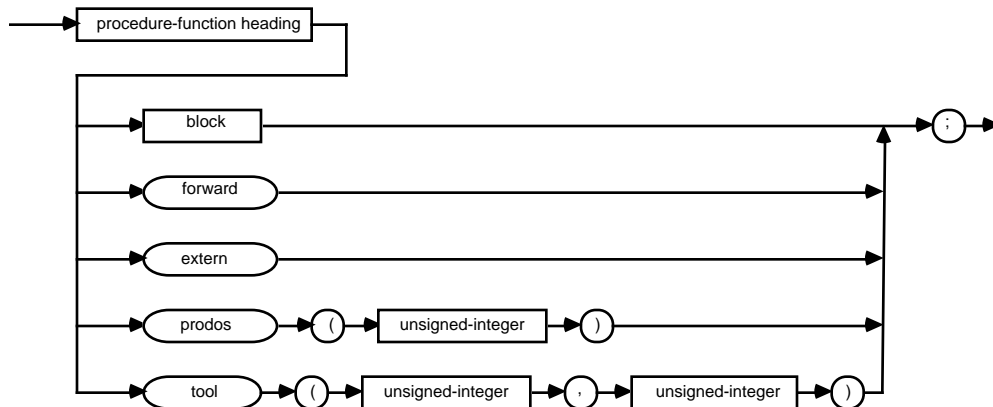 procedure-function heading
block ;
forward
extern
prodos ( unsigned-integer )
tool ( unsigned-integer , unsigned-integer )